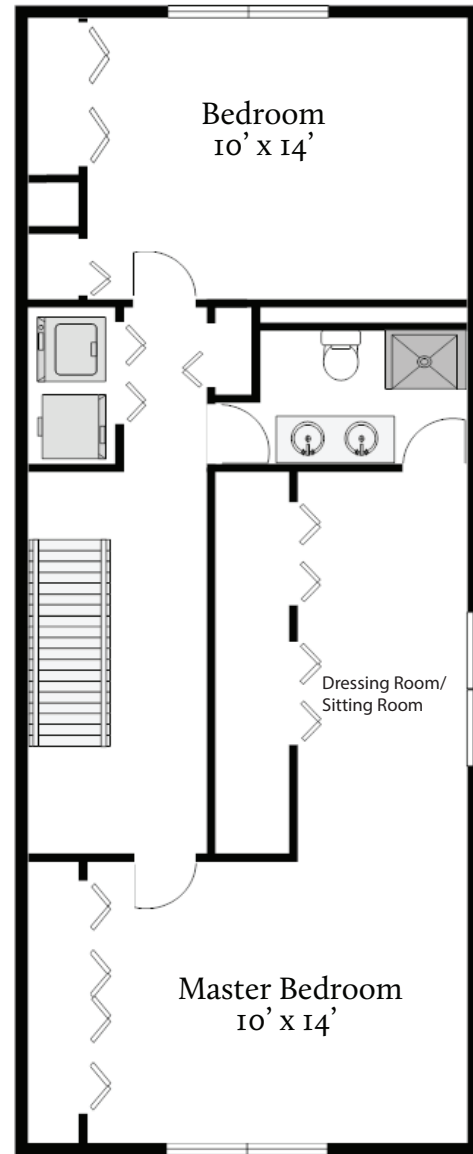 Bedroom
10’ x 14’
Dressing Room/
Sitting Room
Master Bedroom
10’ x 14’